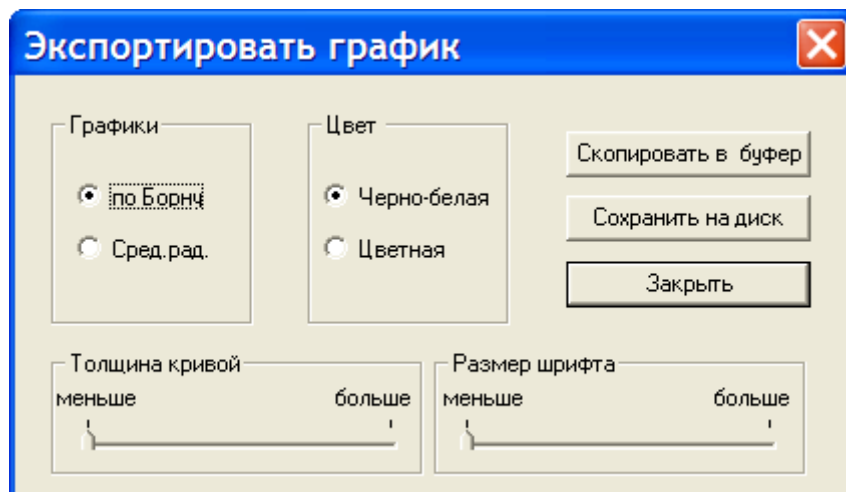 Экспортировать график
Графики
по Борну
Сред.рад.
Цвет
Черно-белая
Цветная
Скопировать в буфер
Сохранить на диск
Закрыть
Толщина кривой
меньше больше
Размер шрифта
меньше больше